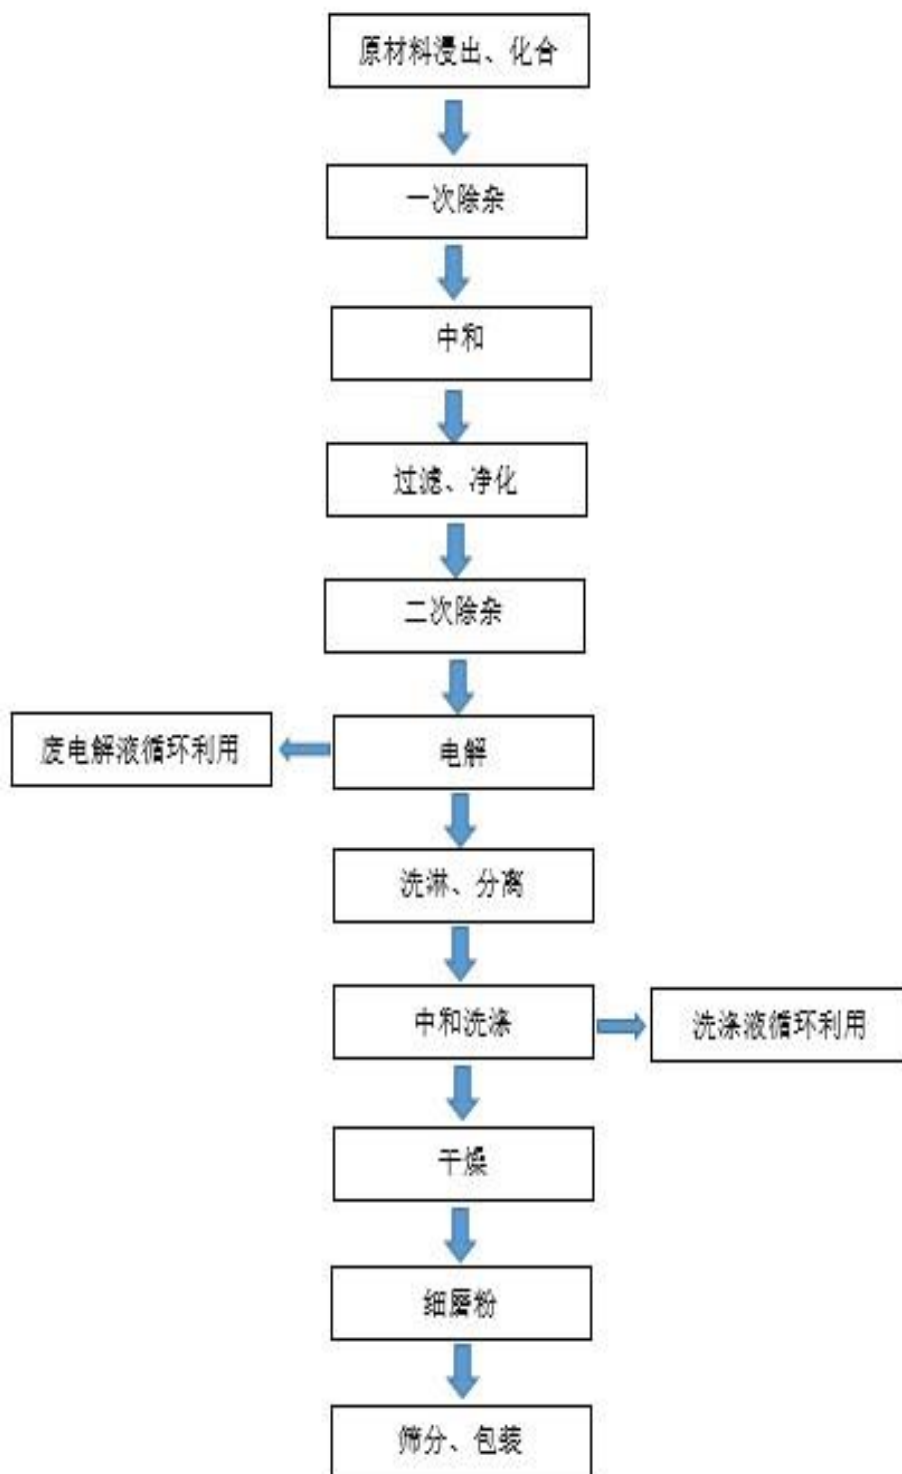 原材料浸出、化合
一次除杂
中和
过滤、净化
二次除杂
废电解液循环利用
电解
洗淋、分离
中和洗涤
洗涤液循环利用
干燥
细磨粉
筛分、包装